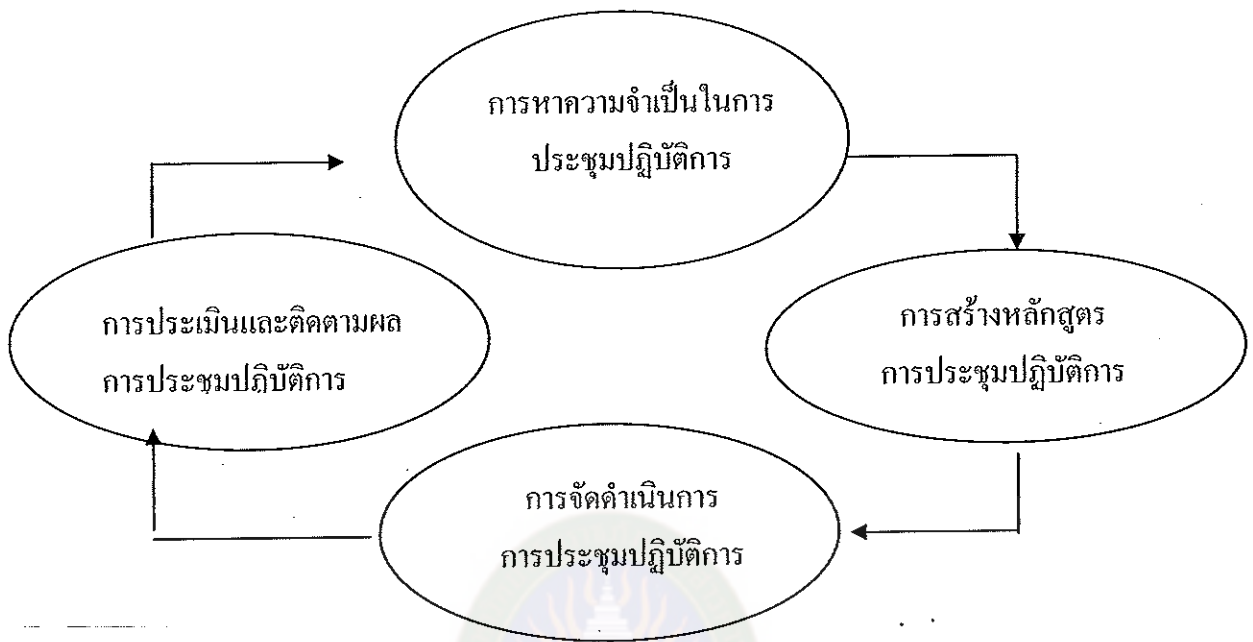 การหาความจำเป็นในการ
ประชุมปฏิบัติการ
การประเมินและติดตามผล
การประชุมปฏิบัติการ
การสร้างหลักสูตร
การประชุมปฏิบัติการ
การจัดดำเนินการ
การประชุมปฏิบัติการ